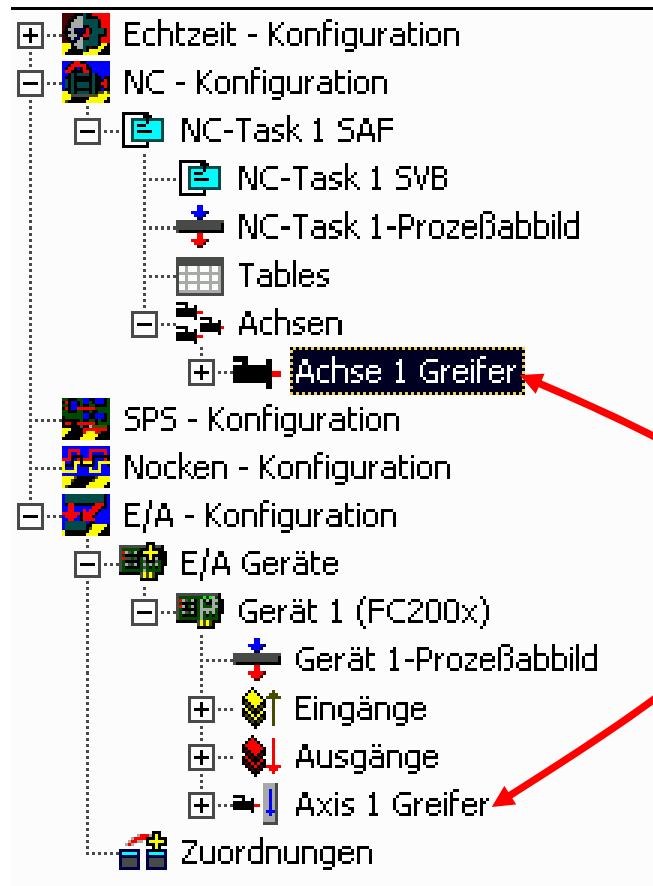 Echtzeit - Konfiguration
NC - Konfiguration
NC-Task 1 SAF
NC-Task 1 SVB
NC-Task 1-Prozeßabbild
Tables
Achsen
Achse 1 Greifer
SPS - Konfiguration
Nocken - Konfiguration
E/A - Konfiguration
E/A Geräte
Gerät 1 (FC200x)
Gerät 1-Prozeßabbild
Eingänge
Ausgänge
Axis 1 Greifer
Zuordnungen